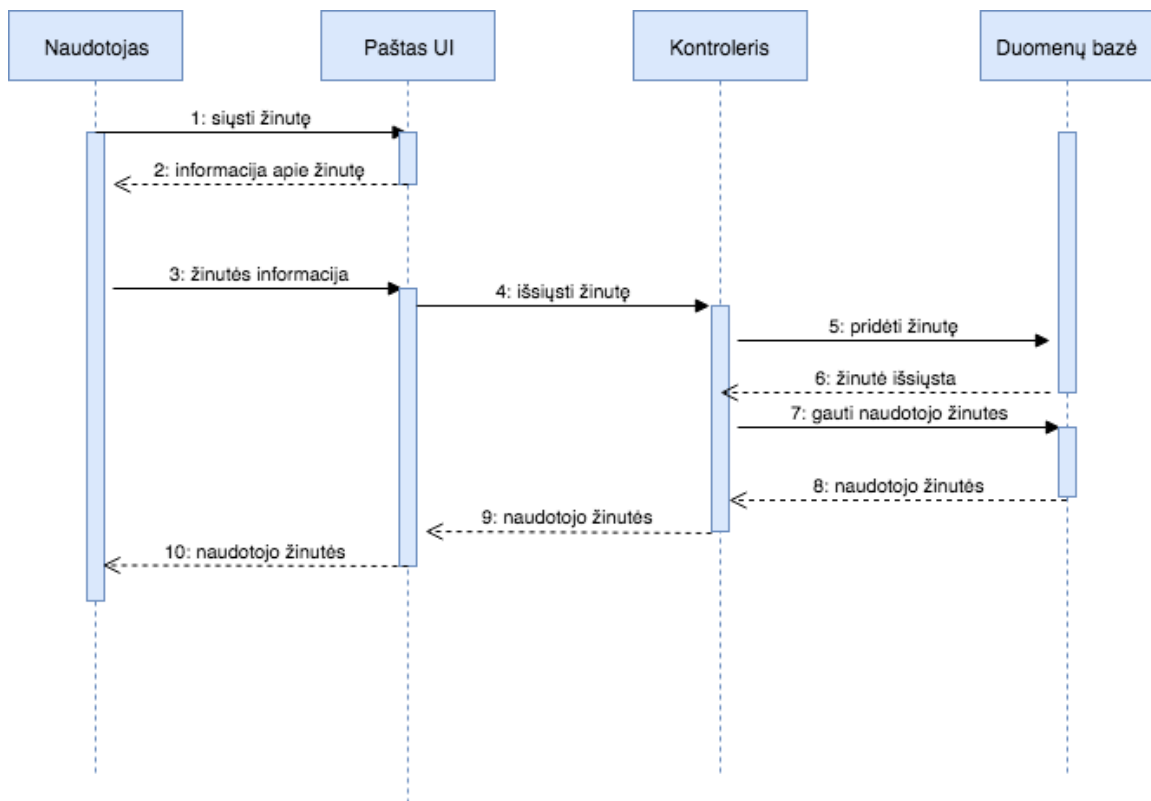 Naudotojas
Paštas UI
Kontroleris
Duomenų bazė
1: siųsti žinutę
2: informacija apie žinutę
3: žinutės informacija
4: išsiųsti žinutę
5: pridėti žinutę
6: žinutė išsiųsta
7: gauti naudotojo žinutes
8: naudotojo žinutės
9: naudotojo žinutės
10: naudotojo žinutės